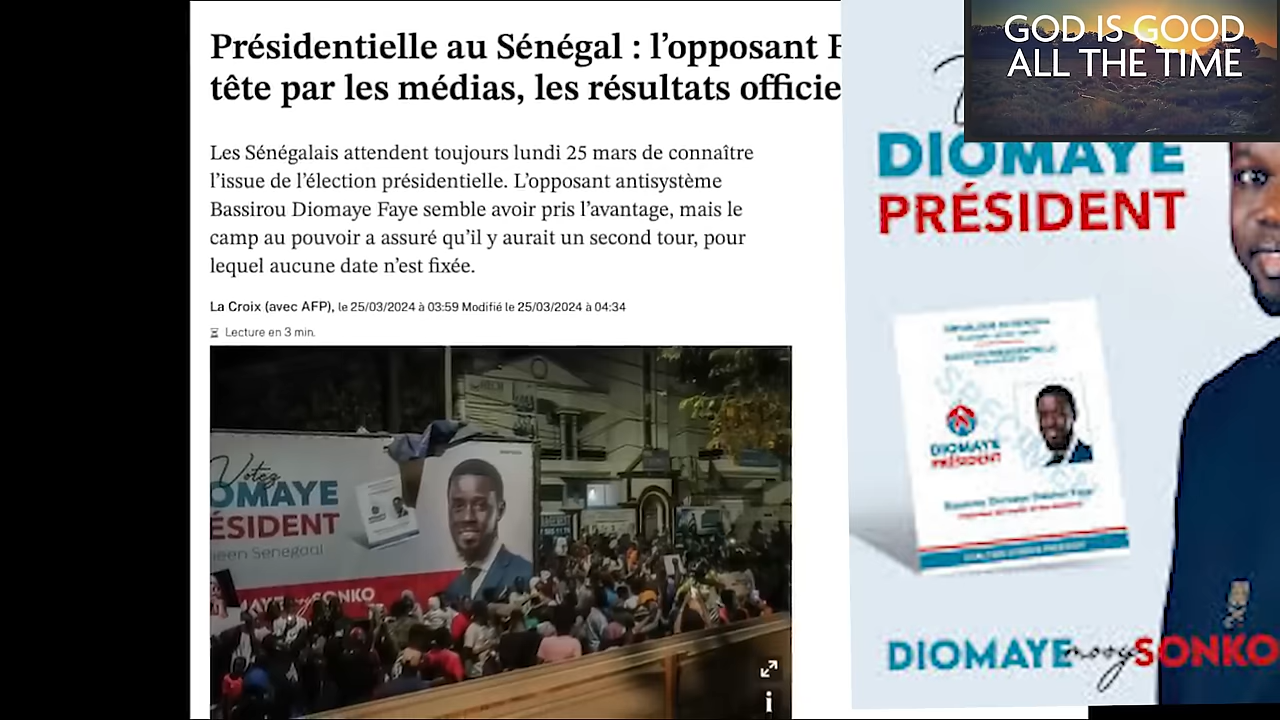 Présidentielle au Sénégal : l’opposant
tête par les médias, les résultats officie
Les Sénégalais attendent toujours lundi 25 mars de connaître
l’issue de l’élection présidentielle. L’opposant antisystème
Bassirou Diomaye Faye semble avoir pris l’avantage, mais le
camp au pouvoir a assuré qu’il y aurait un second tour, pour
lequel aucune date n’est fixée.
La Croix (avec AFP), le 25/03/2024 à 03:59 Modifié le 25/03/2024 à 04:34
Lecture en 3 min.
Votez
OMAYE
ÉSIDENT
SONKO
GOD IS GOOD
ALL THE TIME
DIOMAYE
PRÉSIDENT
DIOMAYE
PRÉSIDENT
DIOMAYE mooy SONKO